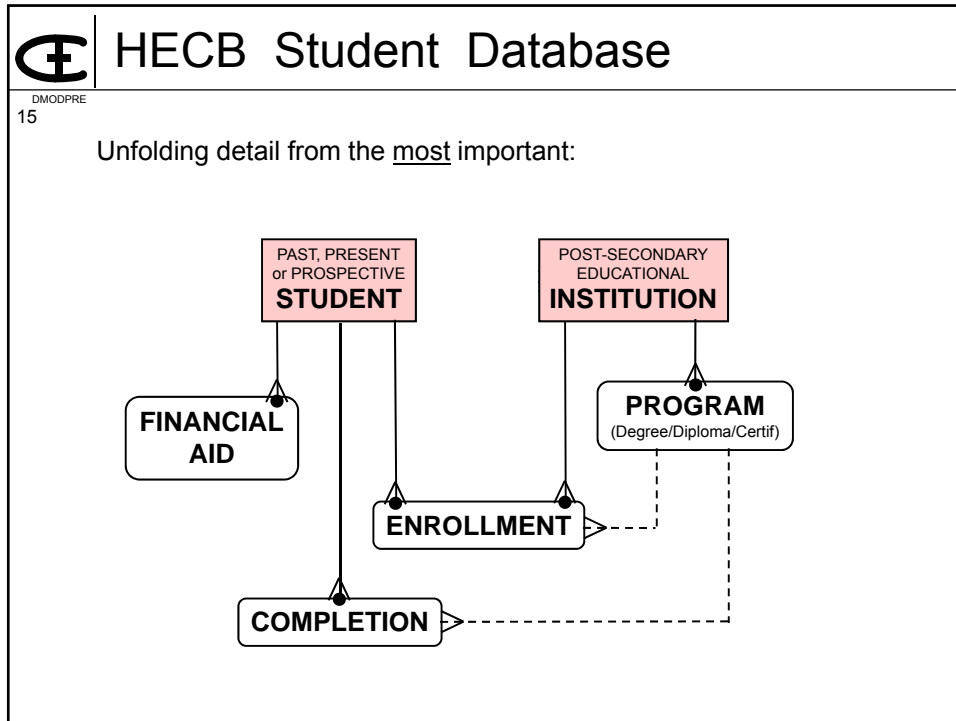 HECB Student Database
DMODPRE
15
Unfolding detail from the most important:
PAST, PRESENT
or PROSPECTIVE
STUDENT
POST-SECONDARY
EDUCATIONAL
INSTITUTION
FINANCIAL
AID
PROGRAM
(Degree/Diploma/Certif)
ENROLLMENT
COMPLETION